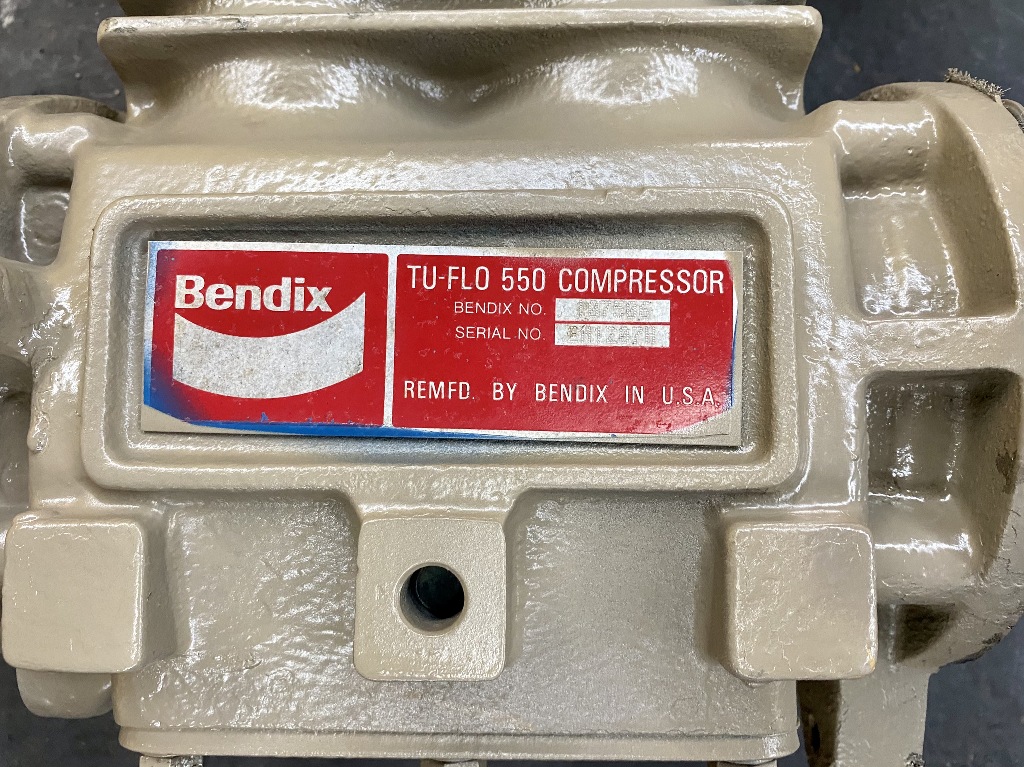 Bendix
TU-FLO 550 COMPRESSOR
BENDIX NO.
SERIAL NO.
REMFD. BY BENDIX IN U.S.A.